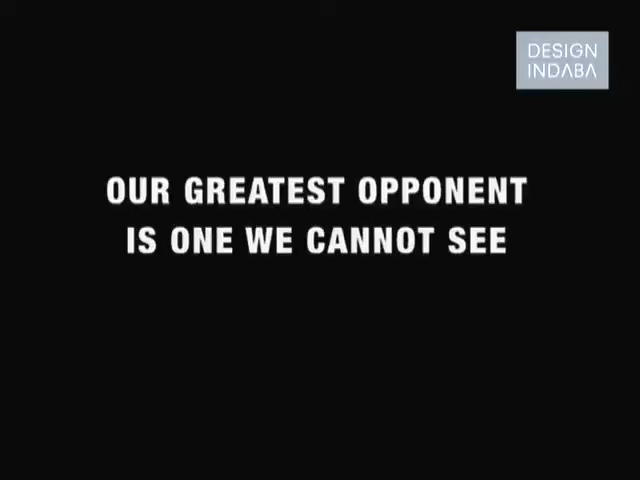 DESIGN
INDABA
OUR GREATEST OPPONENT
IS ONE WE CANNOT SEE